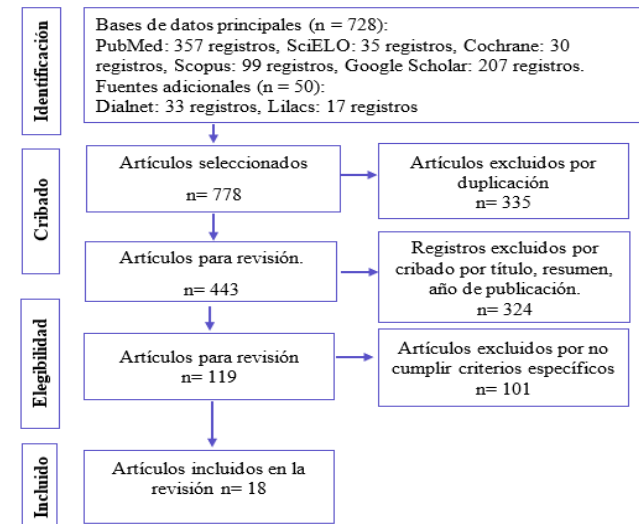 Identificación
Bases de datos principales (n = 728):
PubMed: 357 registros, SciELO: 35 registros, Cochrane: 30
registros, Scopus: 99 registros, Google Scholar: 207 registros.
Fuentes adicionales (n = 50):
Dialnet: 33 registros, Lilacs: 17 registros
Cribado
Artículos seleccionados
n= 778
Artículos excluidos por
duplicación
n= 335
Artículos para revisión.
n= 443
Registros excluidos por
cribado por título, resumen,
año de publicación.
n= 324
Elegibilidad
Artículos para revisión
n= 119
Artículos excluidos por no
cumplir criterios específicos
n= 101
Incluido
Artículos incluidos en la
revisión n= 18